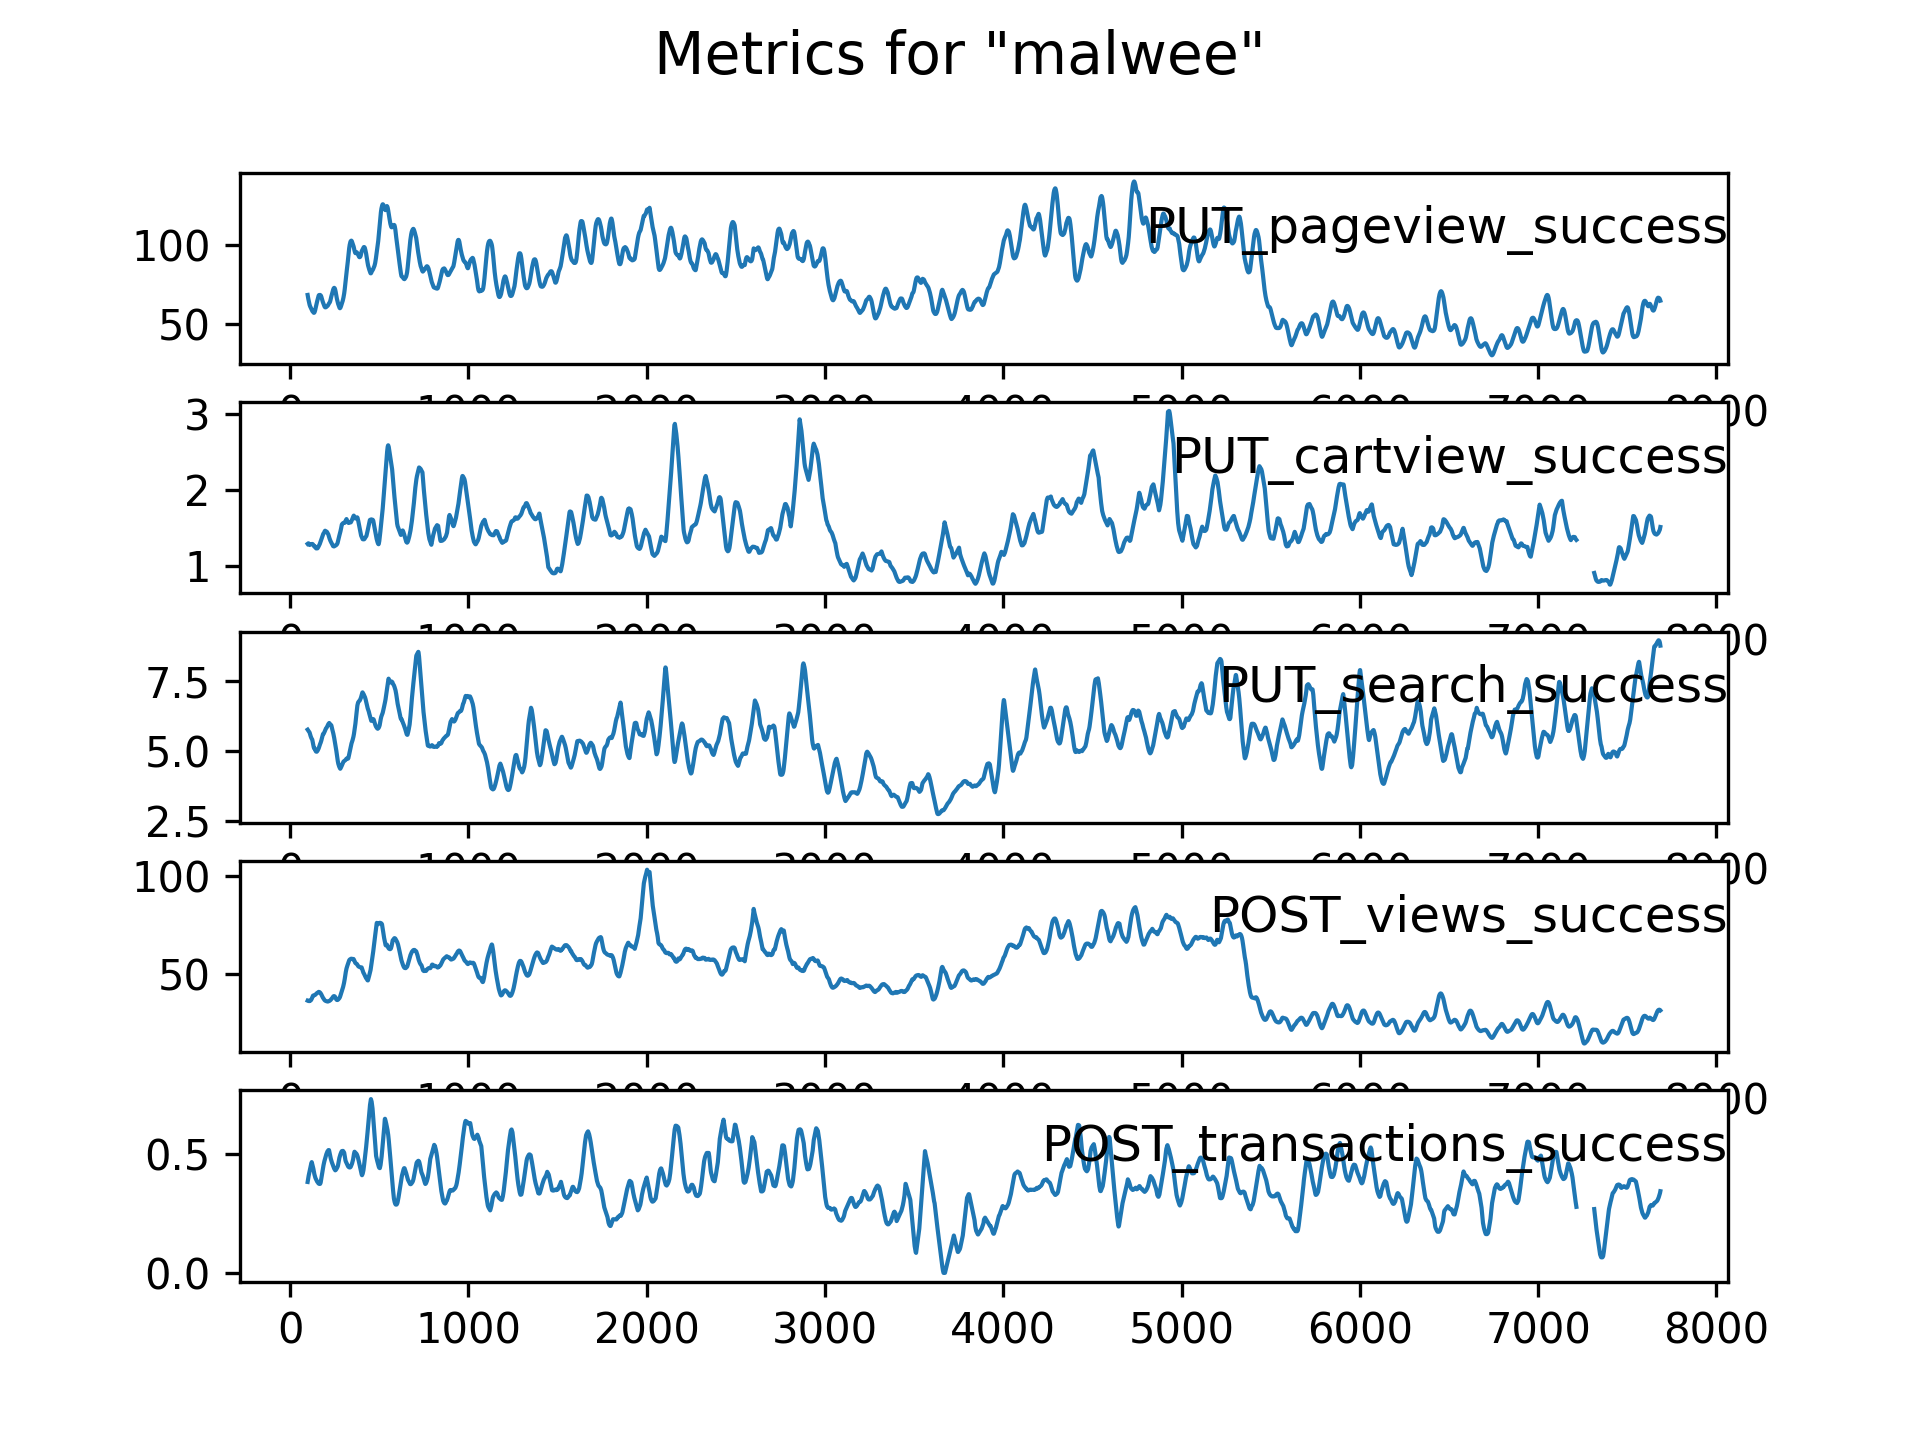 Metrics for "malwee"
100
50
PUT_pageview_success
0 1000 2000 3000 4000 5000 6000 7000 8000
3
2
1
PUT_cartview_success
0 1000 2000 3000 4000 5000 6000 7000 8000
7.5
5.0
2.5
PUT_search_success
0 1000 2000 3000 4000 5000 6000 7000 8000
100
50
POST_views_success
0 1000 2000 3000 4000 5000 6000 7000 8000
0.5
0.0
POST_transactions_success
0 1000 2000 3000 4000 5000 6000 7000 8000